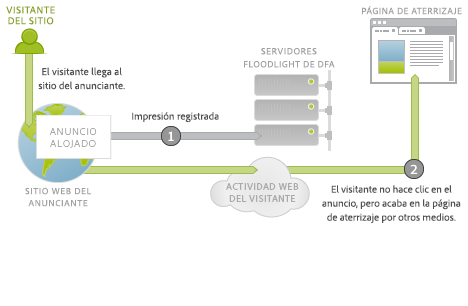 VISITANTE
DEL SITIO
El visitante llega al
sitio del anunciante.
ANUNCIO
ALOJADO
SITIO WEB DEL
ANUNCIANTE
Impresión registrada
1
SERVIDORES
FLOODLIGHT DE DFA
ACTIVIDAD WEB
DEL VISITANTE
PÁGINA DE ATERRIZAJE
2
El visitante no hace clic en el
anuncio, pero acaba en la página
de aterrizaje por otros medios.